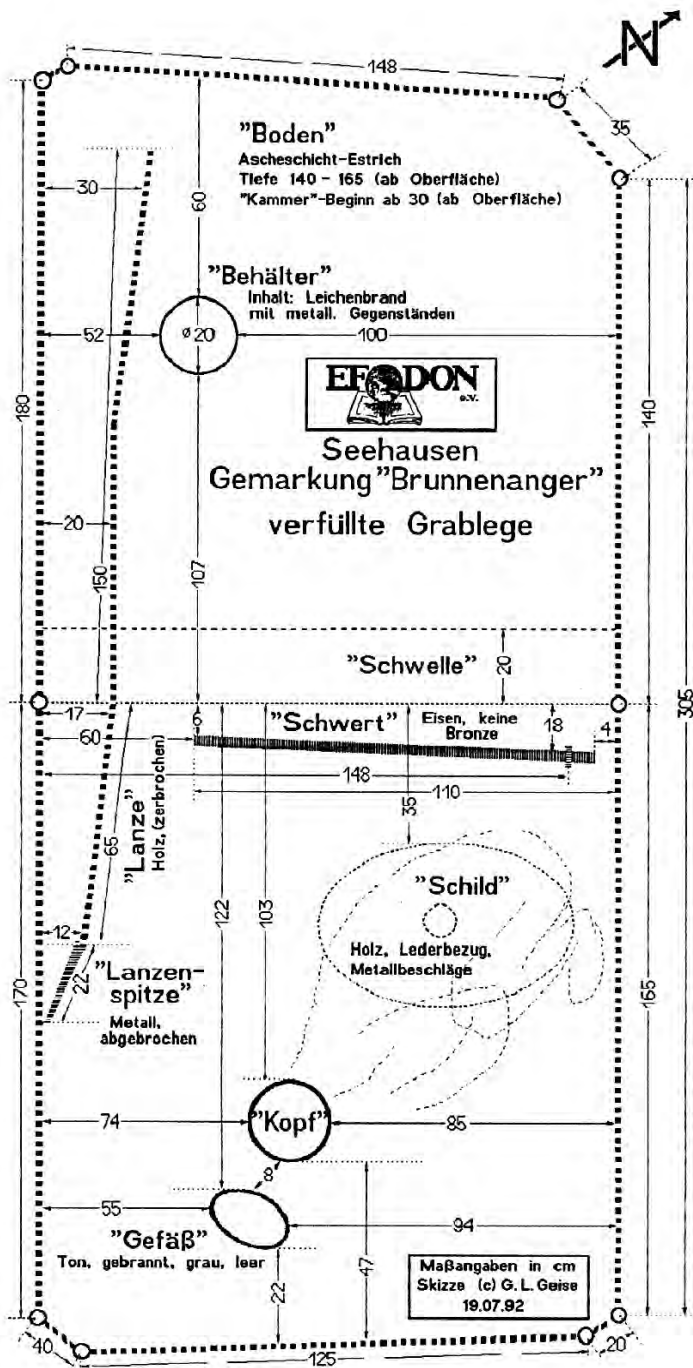 N
148
35
"Boden"
Ascheschicht-Estrich
Tiefe 140 - 165 (ab Oberfläche)
"Kammer"-Beginn ab 30 (ab Oberfläche)
30
60
"Behälter"
Inhalt: Leichenbrand
mit metall. Gegenständen
52
ø 20
100
EFODON
e.V.
180
140
Seehausen
Gemarkung "Brunnenanger"
verfüllte Grablege
20
150
107
"Schwelle"
20
305
17
6
"Schwert"
Eisen, keine
Bronze
18
4
60
148
110
35
"Lanze"
Holz, (zerbrochen)
65
122
103
"Schild"
Holz, Lederbezug,
Metallbeschläge
12
22
"Lanzen-
spitze"
Metall,
abgebrochen
170
165
74
"Kopf"
85
8
55
"Gefäß"
Ton, gebrannt, grau, leer
94
47
22
Maßangaben in cm
Skizze (c) G. L. Geise
19.07.92
40
125
20